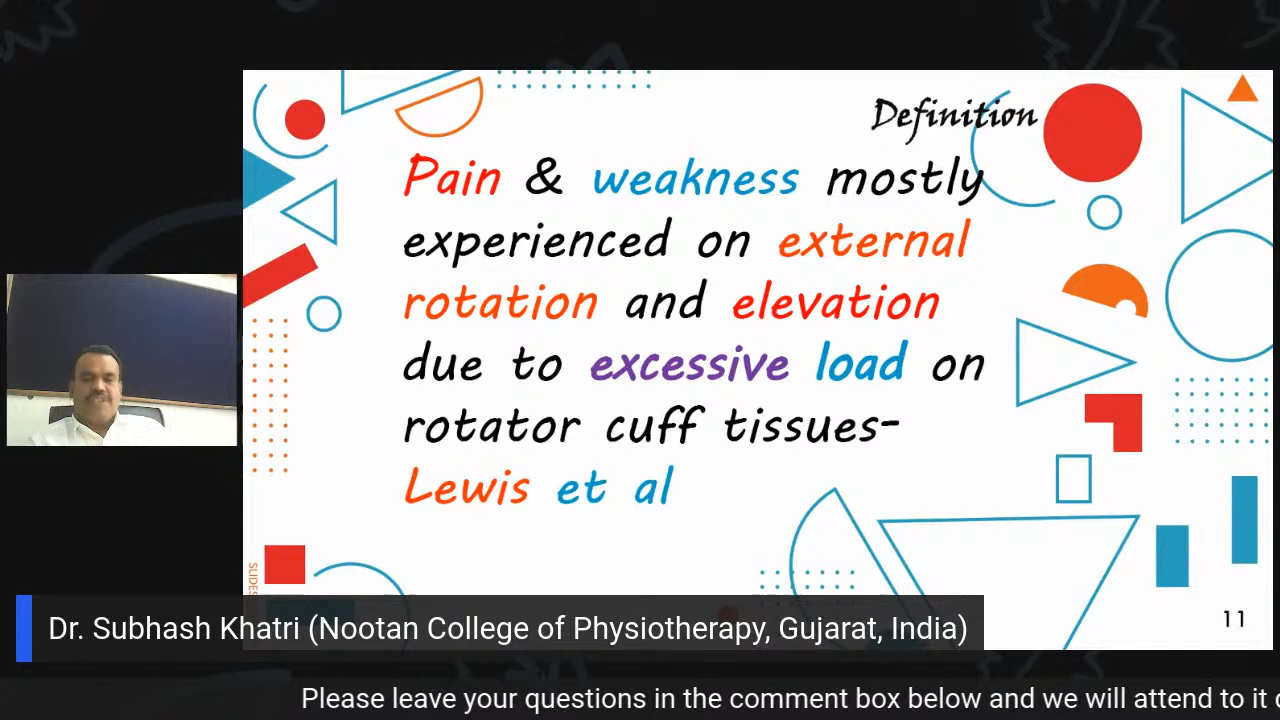 Definition
Pain & weakness mostly
experienced on external
rotation and elevation
due to excessive load on
rotator cuff tissues-
Lewis et al
SLIDES
11
Dr. Subhash Khatri (Nootan College of Physiotherapy, Gujarat, India)
Please leave your questions in the comment box below and we will attend to it